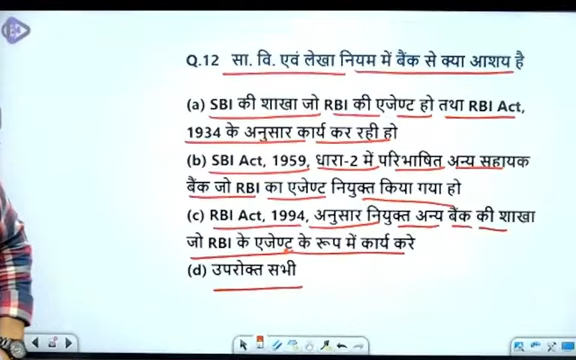 Q.12 सा. वि. एवं लेखा नियम में बैंक से क्या आशय है
(a) SBI की शाखा जो RBI की एजेण्ट हो तथा RBI Act,
1934 के अनुसार कार्य कर रही हो
(b) SBI Act, 1959, धारा-2 में परिभाषित अन्य सहायक
बैंक जो RBI का एजेण्ट नियुक्त किया गया हो
(c) RBI Act, 1994, अनुसार नियुक्त अन्य बैंक की शाखा
जो RBI के एजेण्ट के रूप में कार्य करे
(d) उपरोक्त सभी